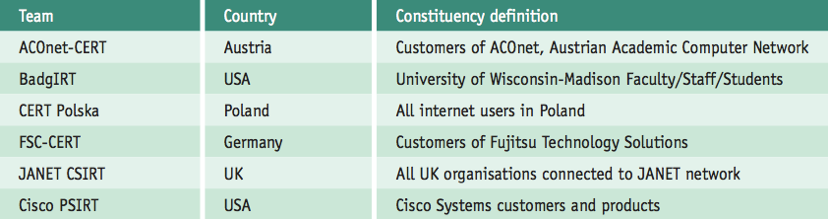 Team Country Constituency definition
ACOnet-CERT Austria Customers of ACOnet, Austrian Academic Computer Network
BadgIRT USA University of Wisconsin-Madison Faculty/Staff/Students
CERT Polska Poland All internet users in Poland
FSC-CERT Germany Customers of Fujitsu Technology Solutions
JANET CSIRT UK All UK organisations connected to JANET network
Cisco PSIRT USA Cisco Systems customers and products